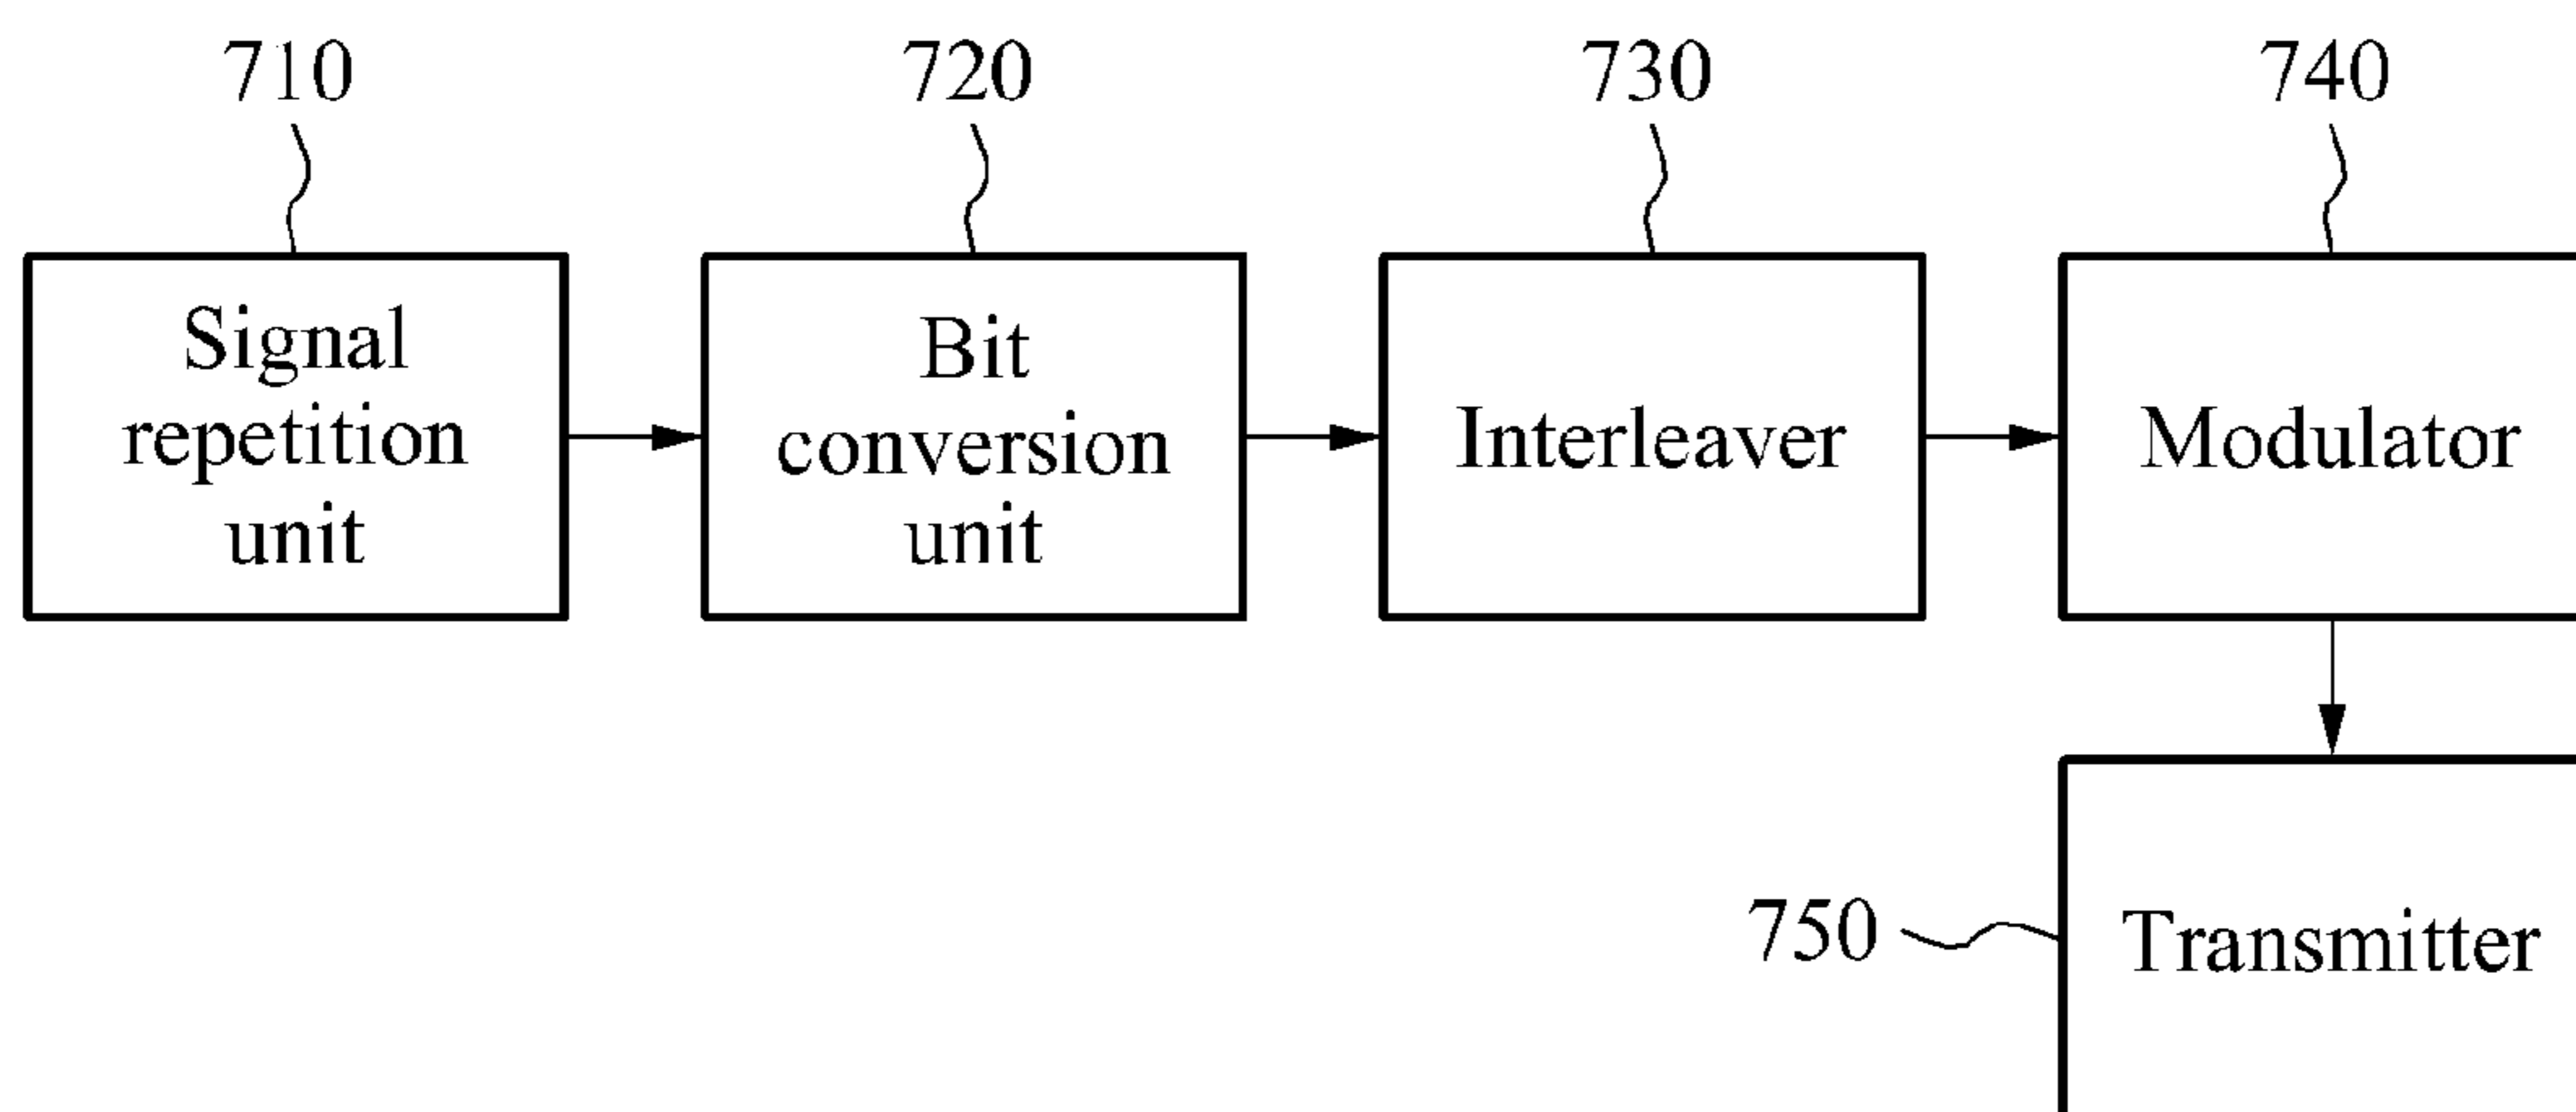 710
720
730
740
Signal
repetition
unit
Bit
conversion
unit
Interleaver
Modulator
750
Transmitter